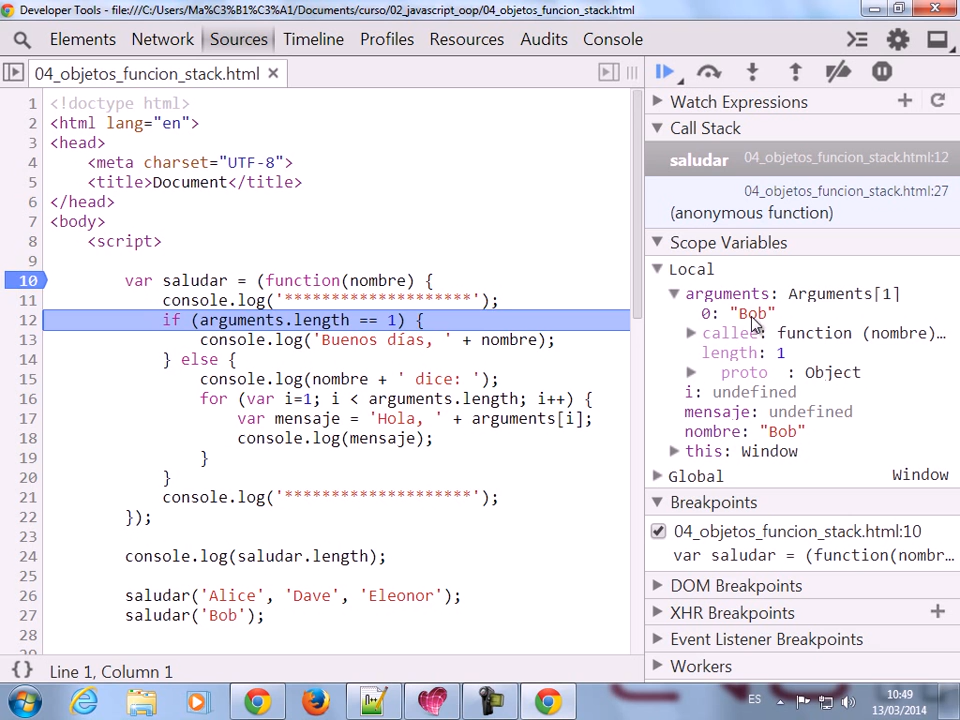 Developer Tools - file:///C:/Users/Ma%C3%B1%C3%A1/Documents/curso/02_javascript_oop/04_objetos_funcion_stack.html
Elements Network Sources Timeline Profiles Resources Audits Console
04_objetos_funcion_stack.html ×
1 <!doctype html>
2 <html lang="en">
3 <head>
4 <meta charset="UTF-8">
5 <title>Document</title>
6 </head>
7 <body>
8 <script>
9
10 var saludar = (function(nombre) {
11 console.log('********************');
12 if (arguments.length == 1) {
13 console.log('Buenos días, ' + nombre);
14 } else {
15 console.log(nombre + ' dice: ');
16 for (var i=1; i < arguments.length; i++) {
17 var mensaje = 'Hola, ' + arguments[i];
18 console.log(mensaje);
19 }
20 }
21 console.log('********************');
22 });
23
24 console.log(saludar.length);
25
26 saludar('Alice', 'Dave', 'Eleonor');
27 saludar('Bob');
28
{} Line 1, Column 1
Watch Expressions
Call Stack
saludar 04_objetos_funcion_stack.html:12
04_objetos_funcion_stack.html:27
(anonymous function)
Scope Variables
Local
arguments: Arguments[1]
0: "Bob"
callee: function (nombre)…
length: 1
proto : Object
i: undefined
mensaje: undefined
nombre: "Bob"
this: Window
Global Window
Breakpoints
04_objetos_funcion_stack.html:10
var saludar = (function(nombr…
DOM Breakpoints
XHR Breakpoints
Event Listener Breakpoints
Workers
ES
10:49
13/03/2014